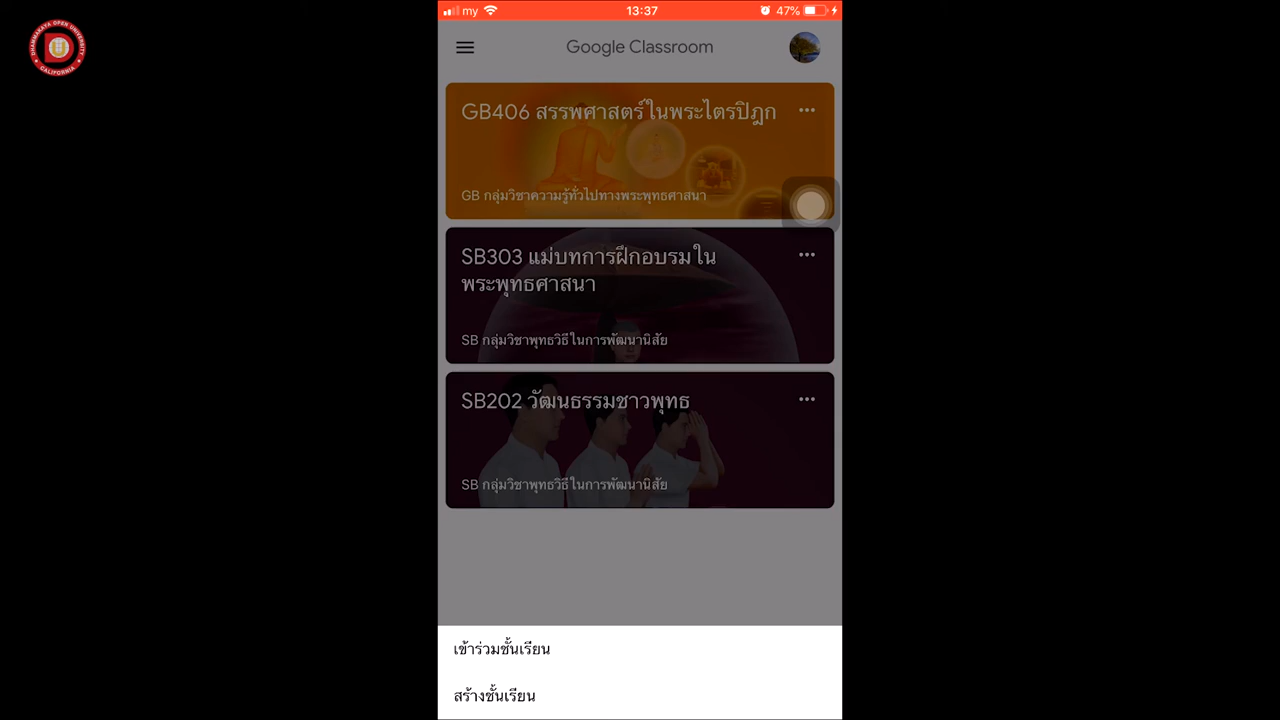 DHAMMAKAYA OPEN UNIVERSITY
CALIFORNIA
my 13:37 47%
Google Classroom
GB406 สรรพศาสตร์ในพระไตรปิฎก
GB กลุ่มวิชาความรู้ทั่วไปทางพระพุทธศาสนา
SB303 แม่บทการฝึกอบรมใน
พระพุทธศาสนา
SB กลุ่มวิชาพุทธวิธีในการพัฒนานิสัย
SB202 วัฒนธรรมชาวพุทธ
SB กลุ่มวิชาพุทธวิธีในการพัฒนานิสัย
เข้าร่วมชั้นเรียน
สร้างชั้นเรียน